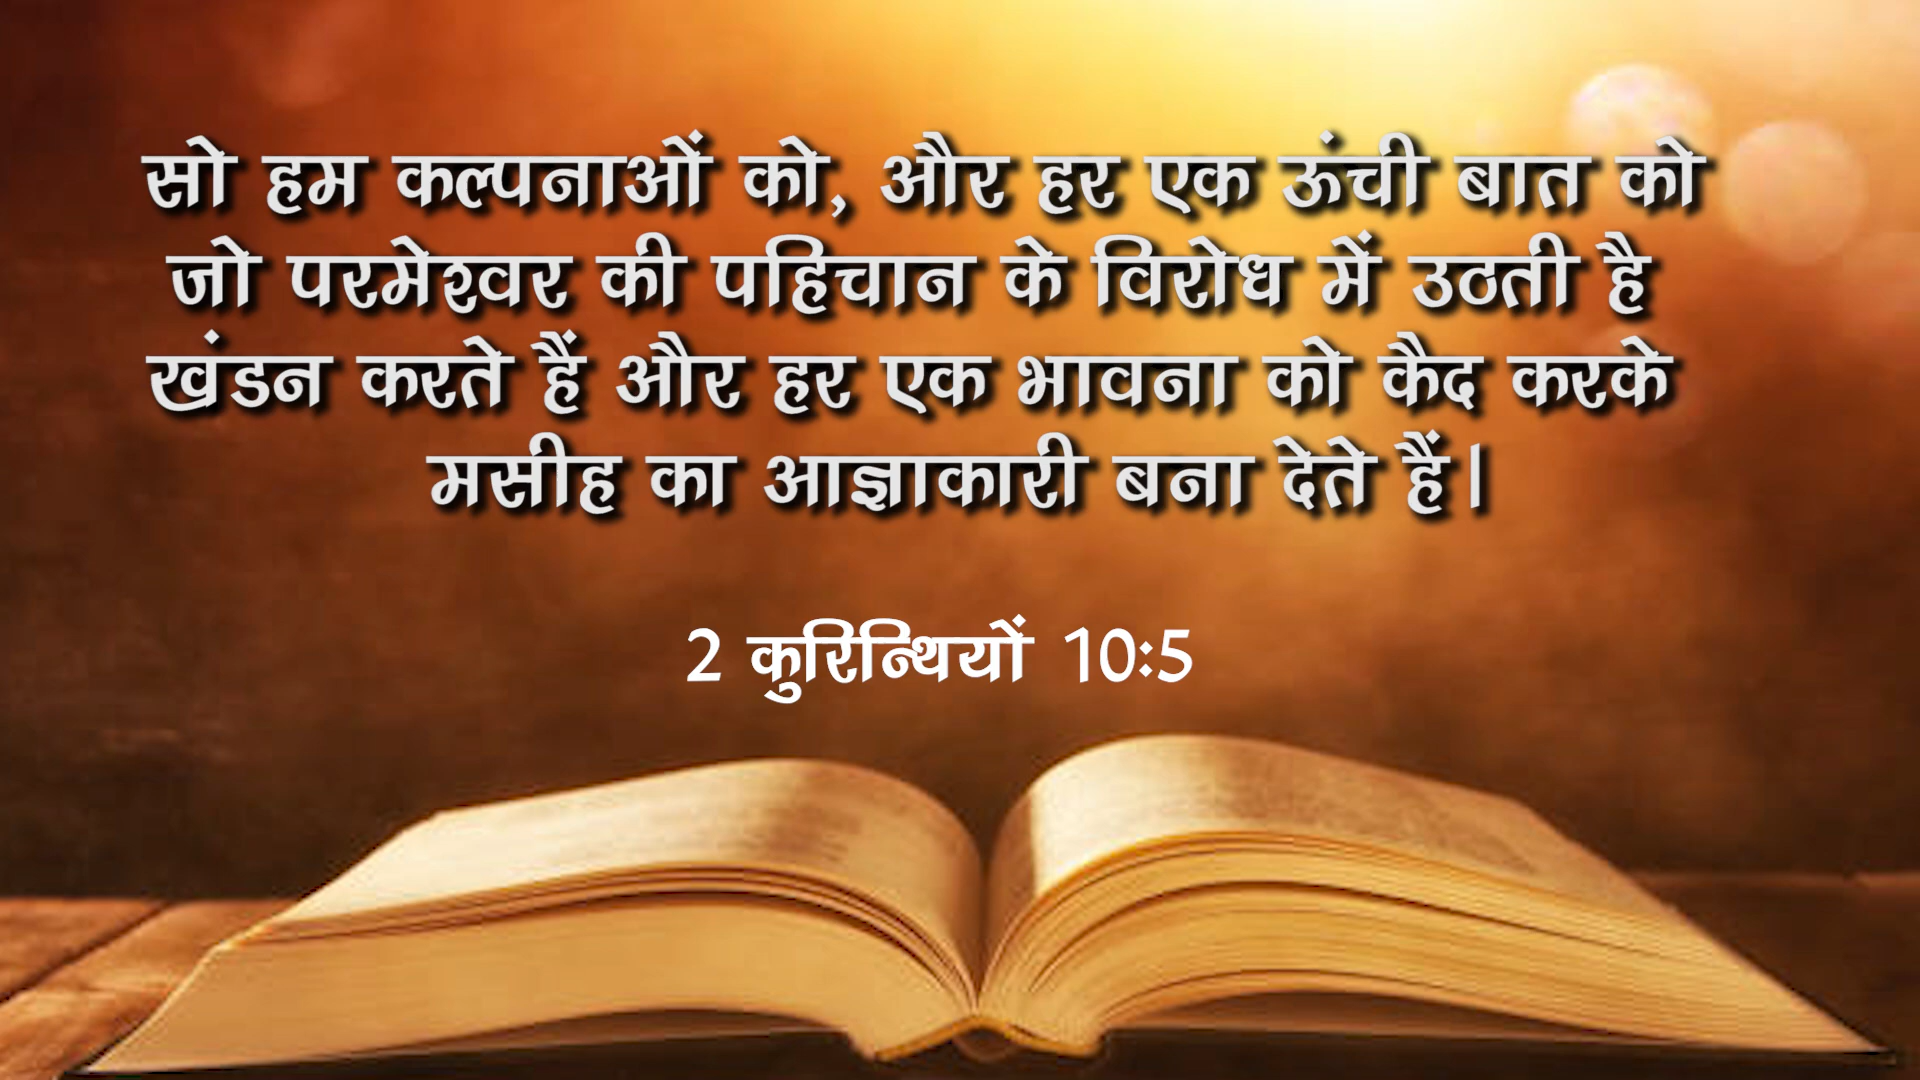 सो हम कल्पनाओं को, और हर एक ऊंची बात को
जो परमेश्वर की पहिचान के विरोध में उठती है
खंडन करते हैं और हर एक भावना को कैद करके
मसीह का आज्ञाकारी बना देते हैं।
2 कुरिन्थियों 10:5